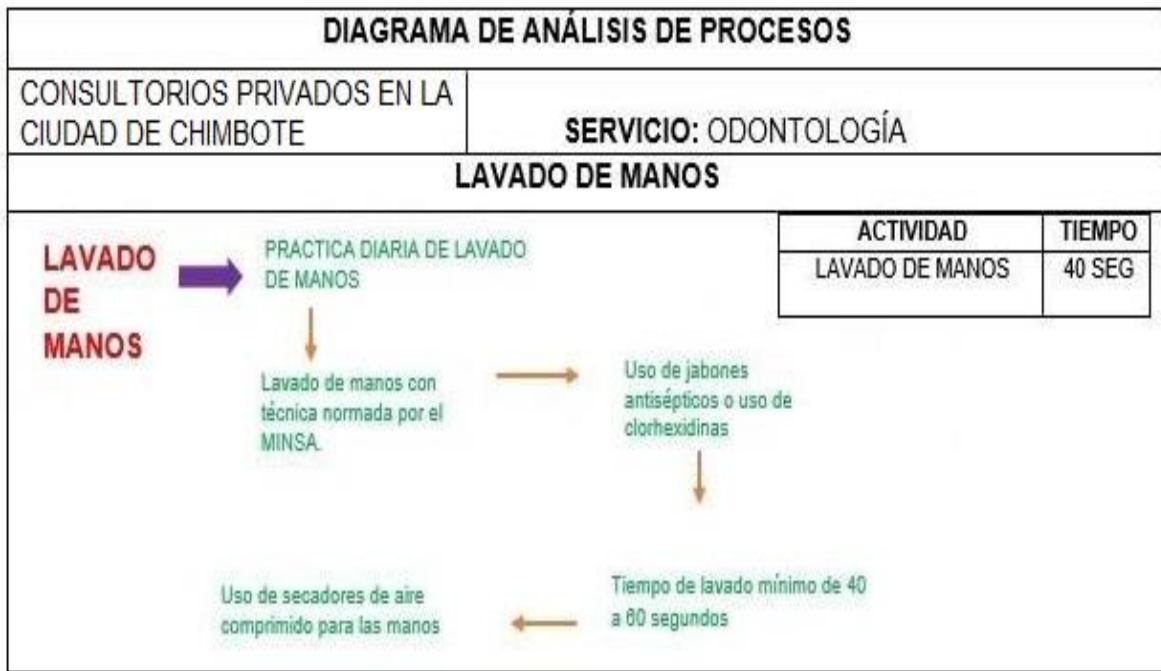 DIAGRAMA DE ANÁLISIS DE PROCESOS
CONSULTORIOS PRIVADOS EN LA
CIUDAD DE CHIMBOTE
SERVICIO: ODONTOLOGÍA
LAVADO DE MANOS
LAVADO
DE
MANOS
PRACTICA DIARIA DE LAVADO
DE MANOS
ACTIVIDAD TIEMPO
LAVADO DE MANOS 40 SEG
Lavado de manos con
técnica normada por el
MINSA.
Uso de jabones
antisépticos o uso de
clorhexidinas
Tiempo de lavado mínimo de 40
a 60 segundos
Uso de secadores de aire
comprimido para las manos